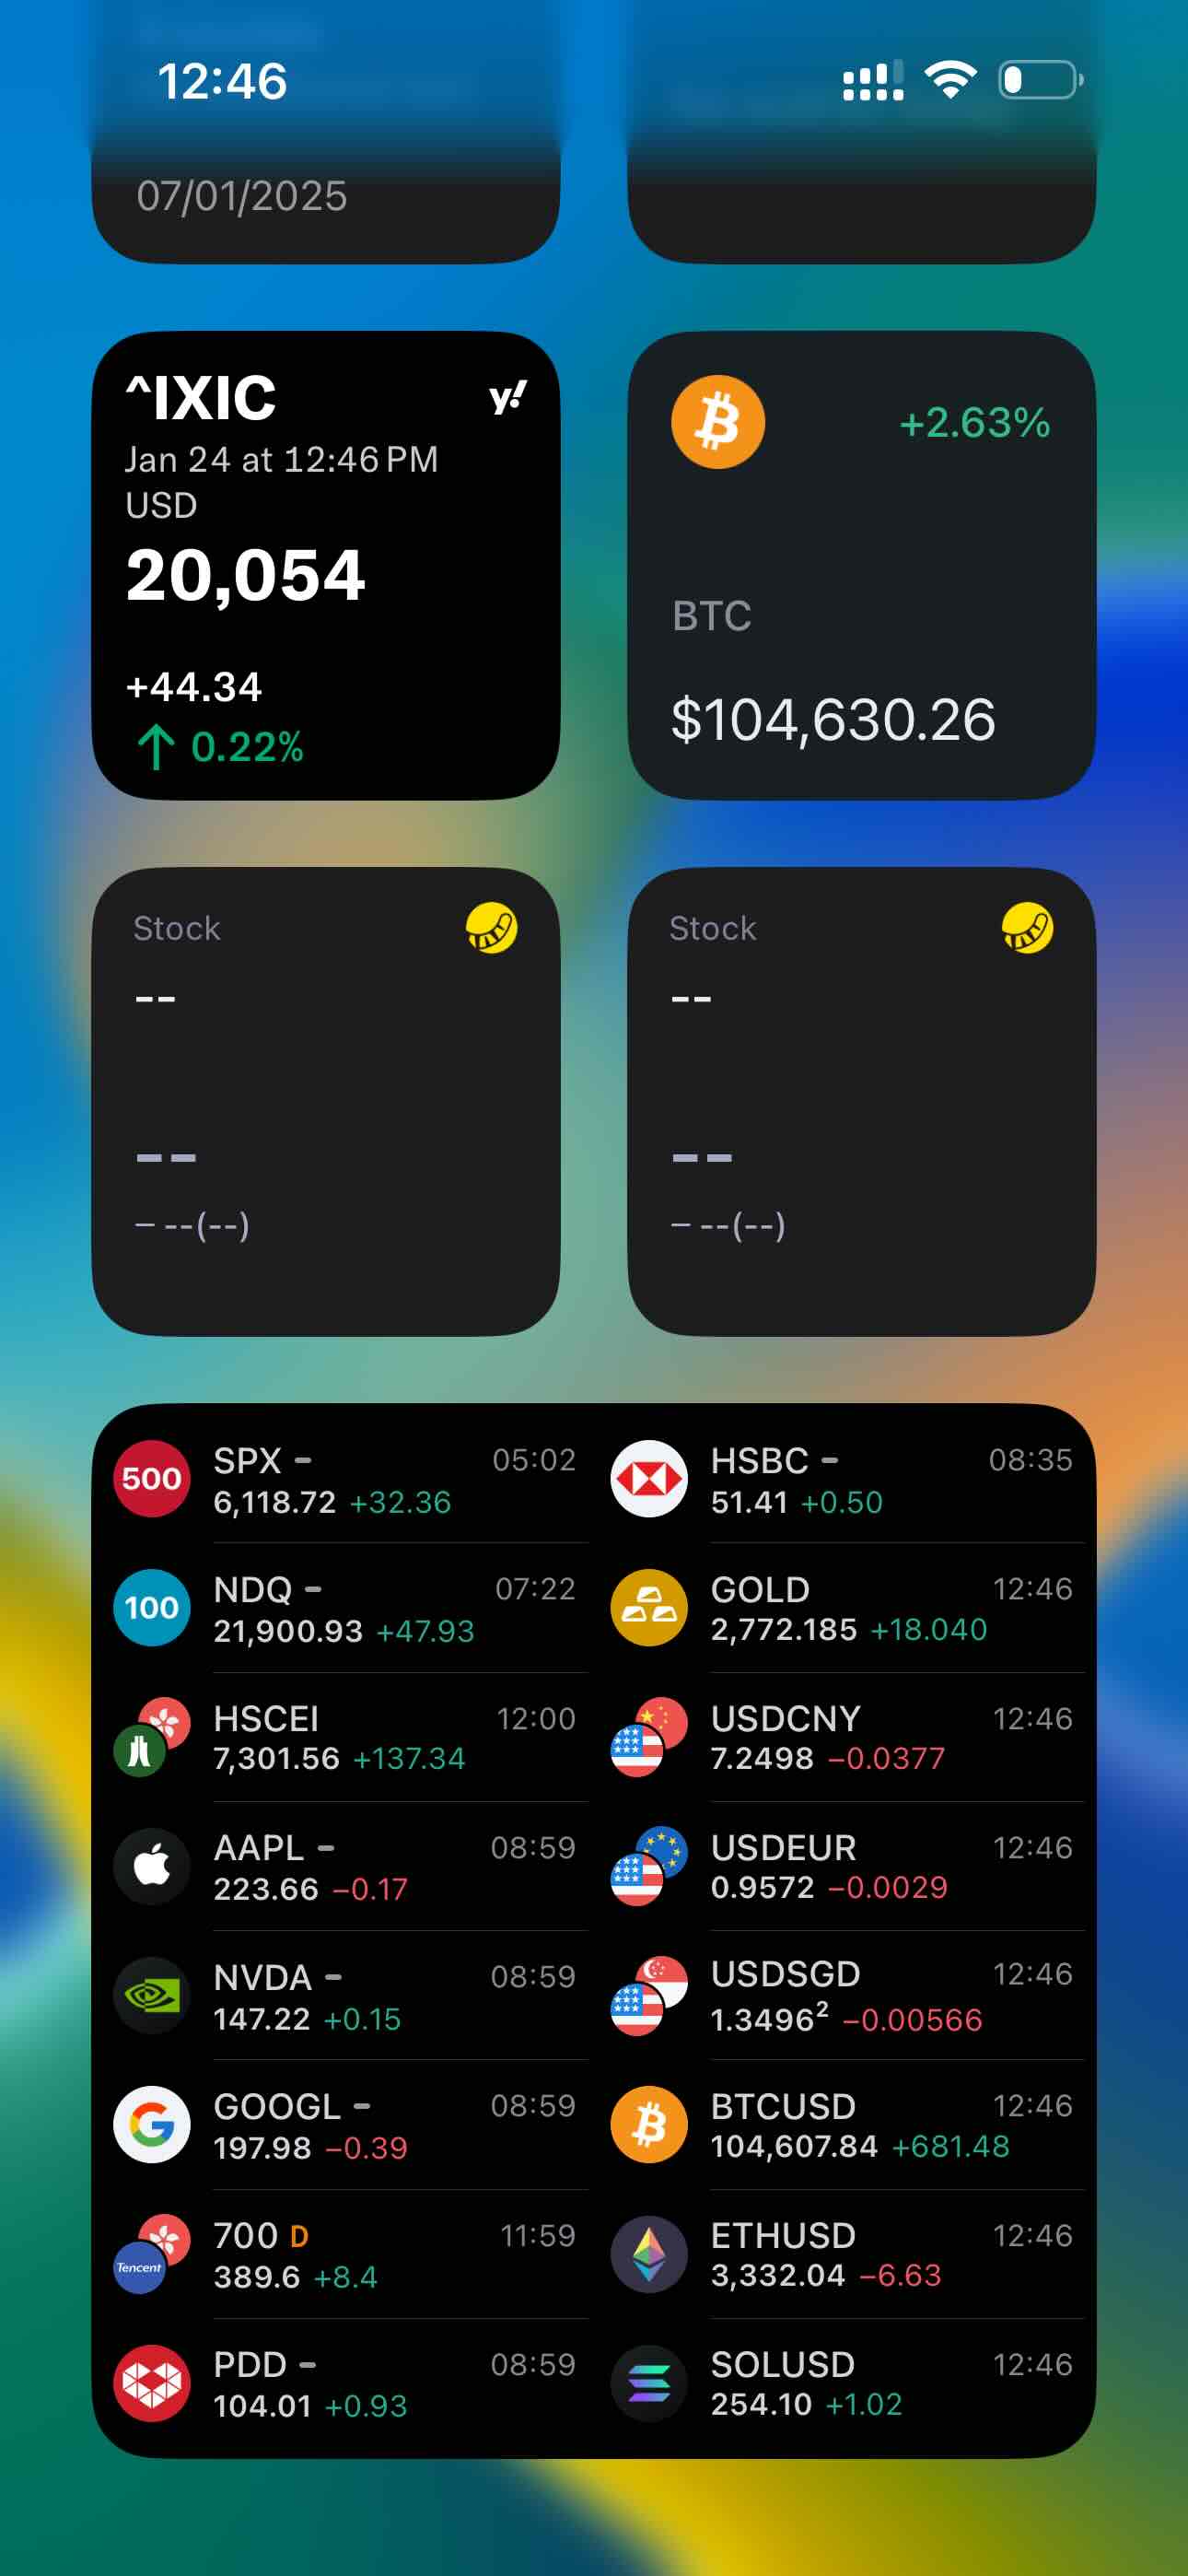 12:46
07/01/2025
^IXIC
y!
Jan 24 at 12:46 PM
USD
20,054
+44.34
↑ 0.22%
+2.63%
BTC
$104,630.26
Stock
--
--
– --(--)
Stock
--
--
– --(--)
500
SPX – 05:02
6,118.72 +32.36
100
NDQ – 07:22
21,900.93 +47.93
HSCEI 12:00
7,301.56 +137.34
AAPL – 08:59
223.66 −0.17
NVDA – 08:59
147.22 +0.15
GOOGL – 08:59
197.98 −0.39
Tencent
700 D 11:59
389.6 +8.4
PDD – 08:59
104.01 +0.93
HSBC – 08:35
51.41 +0.50
GOLD 12:46
2,772.185 +18.040
USDCNY 12:46
7.2498 −0.0377
USDEUR 12:46
0.9572 −0.0029
USDSGD 12:46
1.3496² −0.00566
BTCUSD 12:46
104,607.84 +681.48
ETHUSD 12:46
3,332.04 −6.63
SOLUSD 12:46
254.10 +1.02